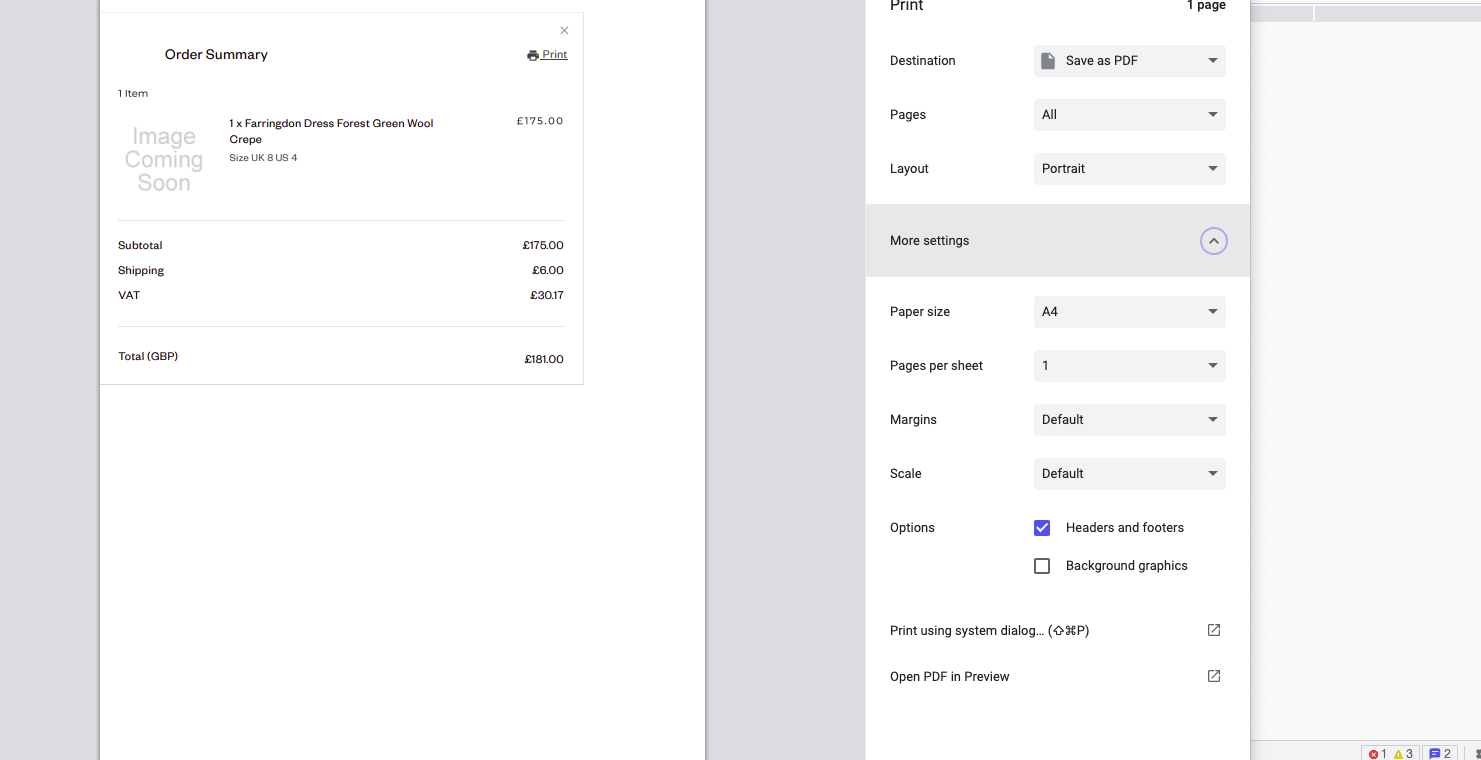 Order Summary
Print
1 Item
Image
Coming
Soon
1 x Farringdon Dress Forest Green Wool
Crepe
Size UK 8 US 4
£175.00
Subtotal £175.00
Shipping £6.00
VAT £30.17
Total (GBP) £181.00
Print 1 page
Destination Save as PDF
Pages All
Layout Portrait
More settings
Paper size A4
Pages per sheet 1
Margins Default
Scale Default
Options Headers and footers
Background graphics
Print using system dialog... (⇧⌘P)
Open PDF in Preview
1 3 2